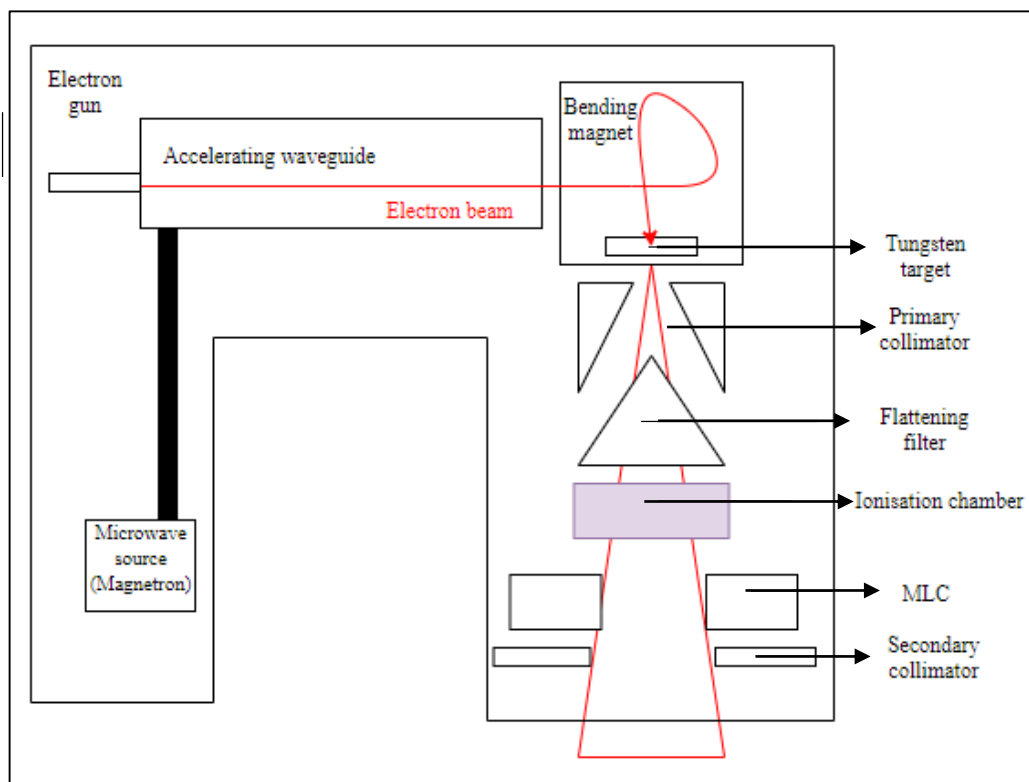 Electron
gun
Accelerating waveguide
Electron beam
Bending
magnet
Tungsten
target
Primary
collimator
Flattening
filter
Ionisation chamber
Microwave
source
(Magnetron)
MLC
Secondary
collimator